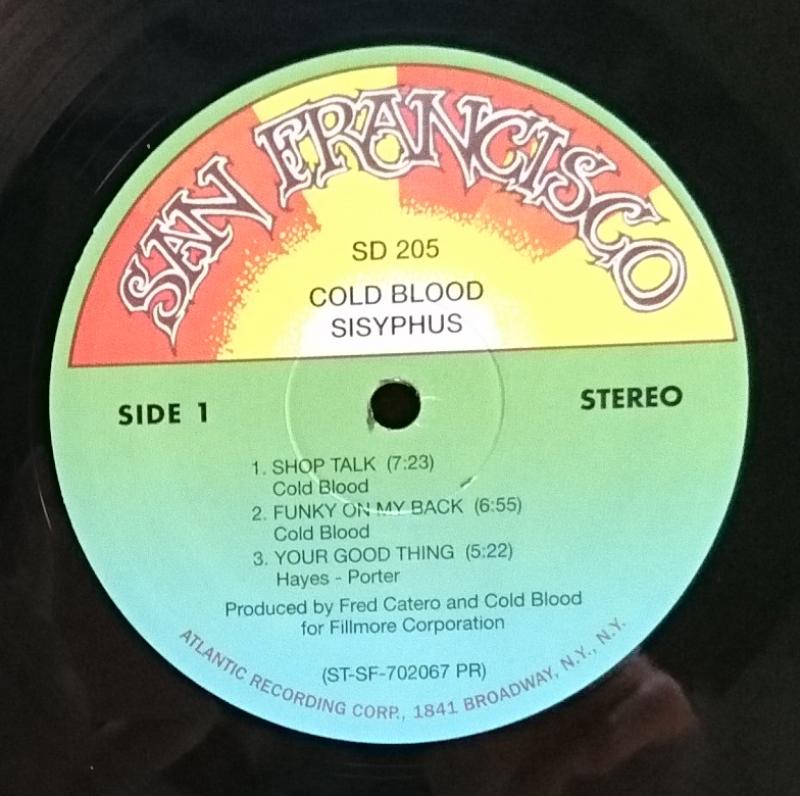 SAN FRANCISCO
SD 205
COLD BLOOD
SISYPHUS
SIDE 1
STEREO
1. SHOP TALK (7:23)
Cold Blood
2. FUNKY ON MY BACK (6:55)
Cold Blood
3. YOUR GOOD THING (5:22)
Hayes - Porter
Produced by Fred Catero and Cold Blood
for Fillmore Corporation
(ST-SF-702067 PR)
ATLANTIC RECORDING CORP., 1841 BROADWAY, N.Y., N.Y.